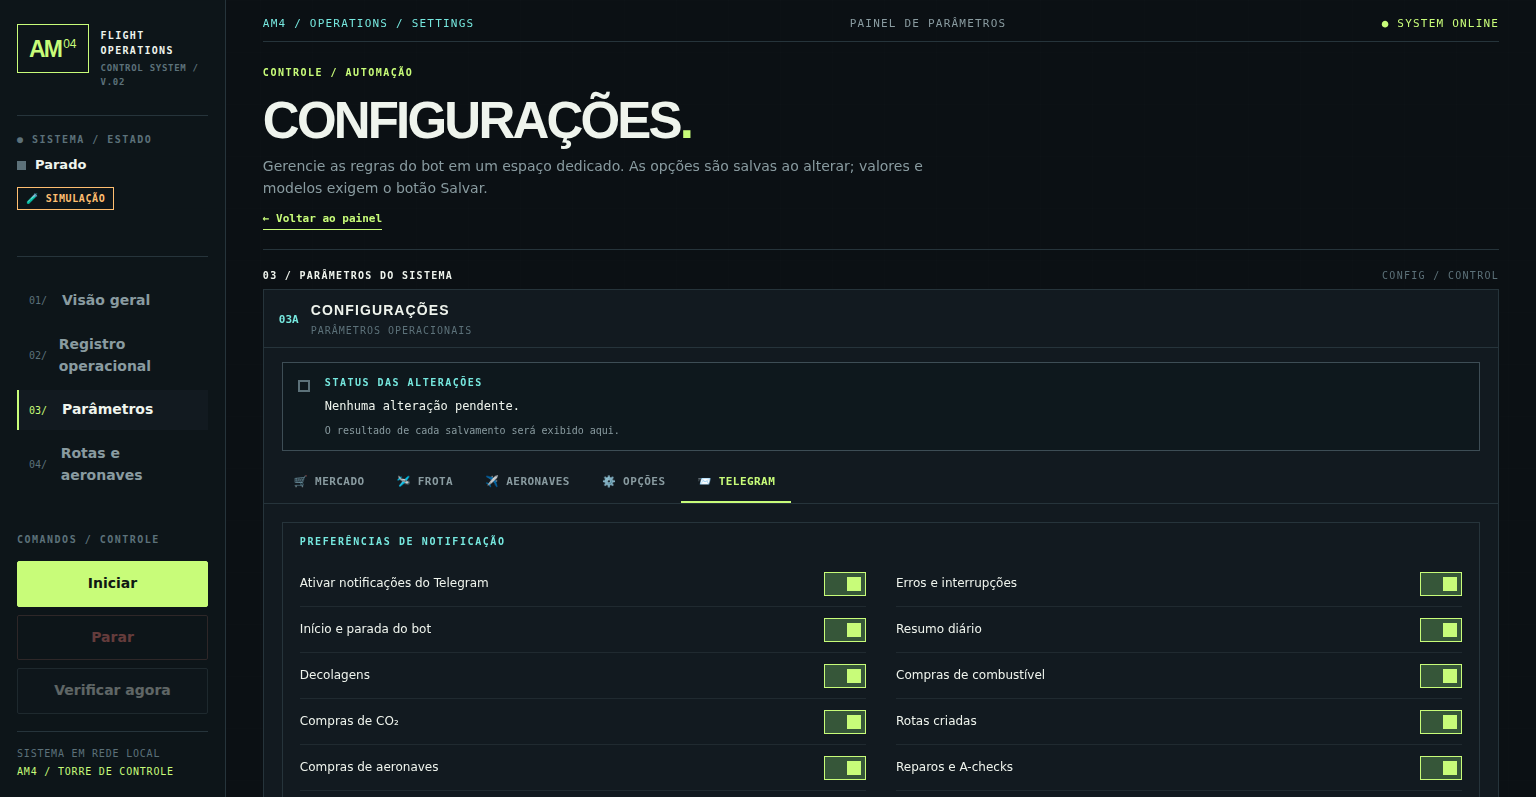 AM04
FLIGHT
OPERATIONS
CONTROL SYSTEM /
V.02
● SISTEMA / ESTADO
Parado
SIMULAÇÃO
01/ Visão geral
02/ Registro
operacional
03/ Parâmetros
04/ Rotas e
aeronaves
COMANDOS / CONTROLE
Iniciar
Parar
Verificar agora
SISTEMA EM REDE LOCAL
AM4 / TORRE DE CONTROLE
AM4 / OPERATIONS / SETTINGS
PAINEL DE PARÂMETROS
● SYSTEM ONLINE
CONTROLE / AUTOMAÇÃO
CONFIGURAÇÕES.
Gerencie as regras do bot em um espaço dedicado. As opções são salvas ao alterar; valores e
modelos exigem o botão Salvar.
← Voltar ao painel
03 / PARÂMETROS DO SISTEMA
CONFIG / CONTROL
03A CONFIGURAÇÕES
PARÂMETROS OPERACIONAIS
STATUS DAS ALTERAÇÕES
Nenhuma alteração pendente.
O resultado de cada salvamento será exibido aqui.
MERCADO FROTA AERONAVES OPÇÕES TELEGRAM
PREFERÊNCIAS DE NOTIFICAÇÃO
Ativar notificações do Telegram
Erros e interrupções
Início e parada do bot
Resumo diário
Decolagens
Compras de combustível
Compras de CO₂
Rotas criadas
Compras de aeronaves
Reparos e A-checks